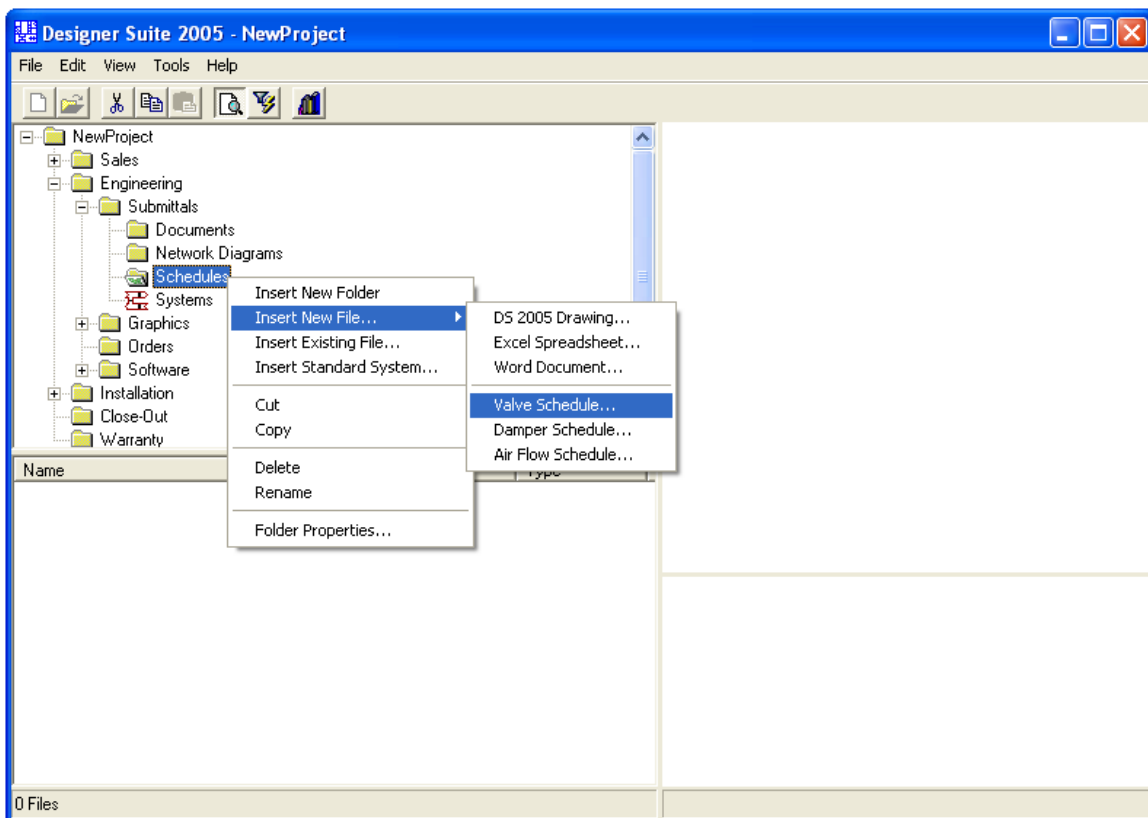 Designer Suite 2005 - NewProject
File Edit View Tools Help
NewProject
Sales
Engineering
Submittals
Documents
Network Diagrams
Schedules
Systems
Graphics
Orders
Software
Installation
Close-Out
Warranty
Insert New Folder
Insert New File...
Insert Existing File...
Insert Standard System...
Cut
Copy
Delete
Rename
Folder Properties...
DS 2005 Drawing...
Excel Spreadsheet...
Word Document...
Valve Schedule...
Damper Schedule...
Air Flow Schedule...
Name Type
0 Files